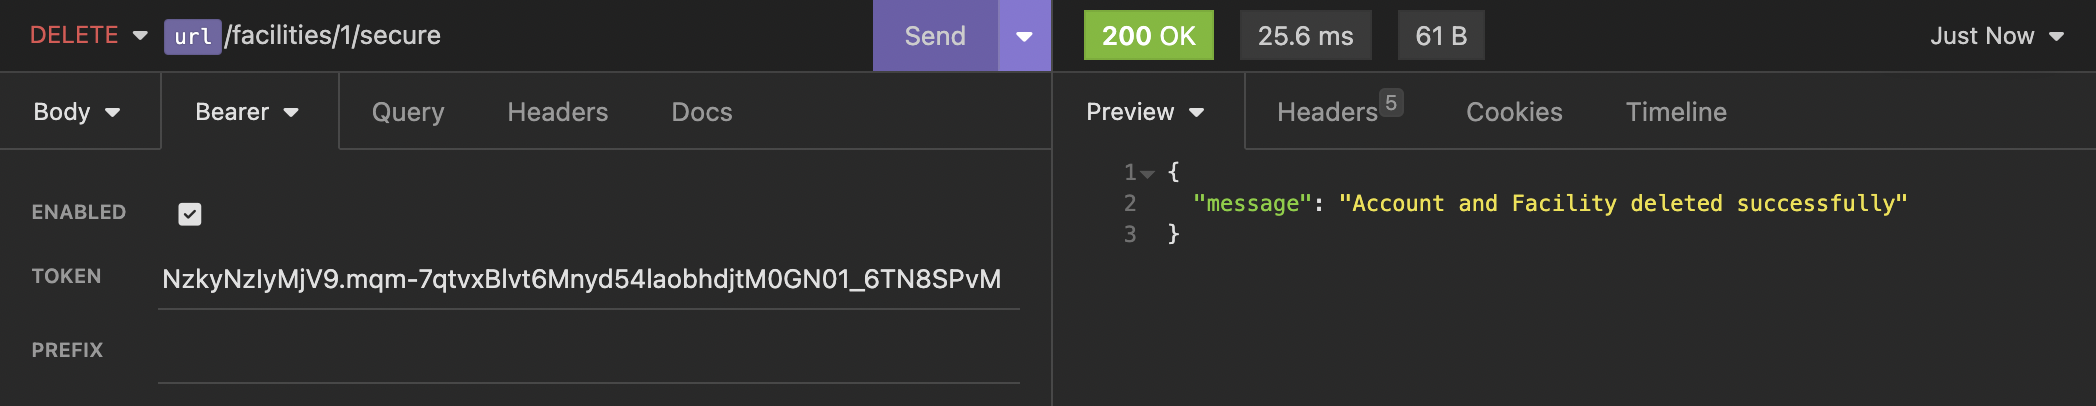 DELETE url/facilities/1/secure Send 200 OK 25.6 ms 61 B Just Now
Body Bearer Query Headers Docs Preview Headers 5 Cookies Timeline
ENABLED
TOKEN NzkyNzIyMjV9.mqm-7qtvxBlvt6Mnyd54laobhdjtM0GN01_6TN8SPvM
PREFIX
1 {
2 "message": "Account and Facility deleted successfully"
3 }